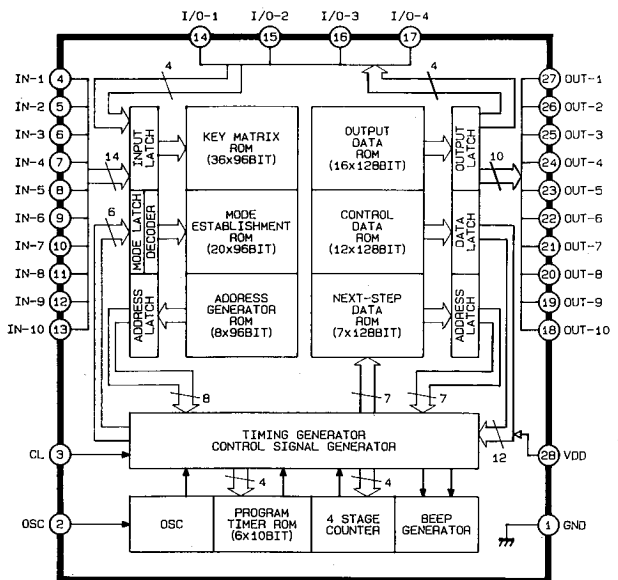 I/O-1 I/O-2 I/O-3 I/O-4
14 15 16 17
4 4
IN-1 4
IN-2 5
IN-3 6
IN-4 7
IN-5 8
IN-6 9
IN-7 10
IN-8 11
IN-9 12
IN-10 13
27 OUT-1
26 OUT-2
25 OUT-3
24 OUT-4
23 OUT-5
22 OUT-6
21 OUT-7
20 OUT-8
19 OUT-9
18 OUT-10
14
6
10
INPUT
LATCH
KEY MATRIX
ROM
(36x96BIT)
OUTPUT
DATA
ROM
(16x128BIT)
OUTPUT
LATCH
MODE LATCH
DECODER
MODE
ESTABLISHMENT
ROM
(20x96BIT)
CONTROL
DATA
ROM
(12x128BIT)
DATA
LATCH
ADDRESS
LATCH
ADDRESS
GENERATOR
ROM
(8x96BIT)
NEXT-STEP
DATA
ROM
(7x128BIT)
ADDRESS
LATCH
8 7 7
TIMING GENERATOR
CONTROL SIGNAL GENERATOR
12
CL 3
28 VDD
4 4
OSC 2
OSC
PROGRAM
TIMER ROM
(6x10BIT)
4 STAGE
COUNTER
BEEP
GENERATOR
1 GND